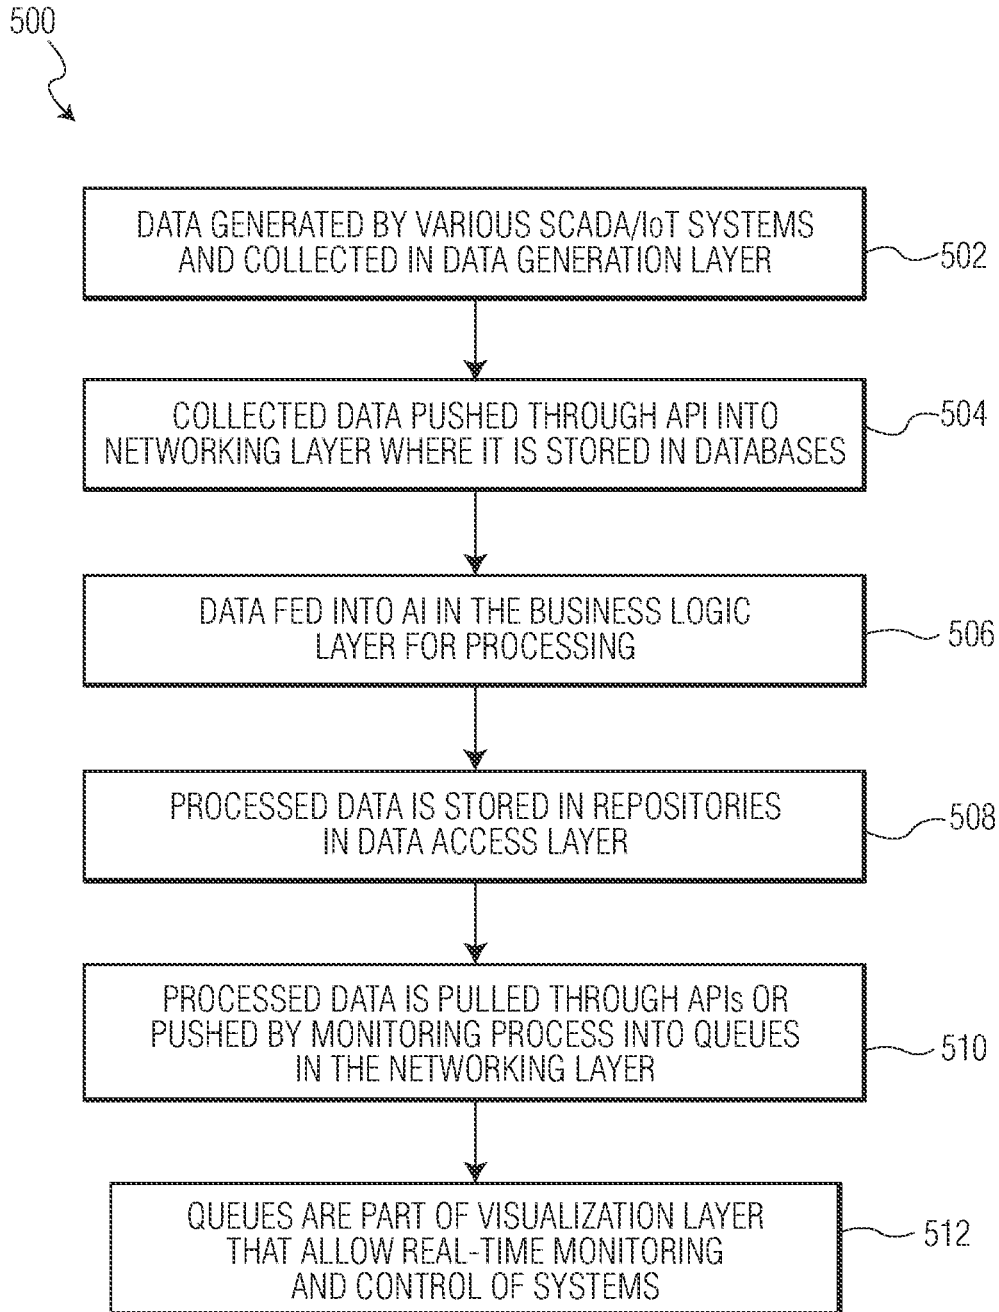 500
DATA GENERATED BY VARIOUS SCADA/IoT SYSTEMS
AND COLLECTED IN DATA GENERATION LAYER
502
COLLECTED DATA PUSHED THROUGH API INTO
NETWORKING LAYER WHERE IT IS STORED IN DATABASES
504
DATA FED INTO AI IN THE BUSINESS LOGIC
LAYER FOR PROCESSING
506
PROCESSED DATA IS STORED IN REPOSITORIES
IN DATA ACCESS LAYER
508
PROCESSED DATA IS PULLED THROUGH APIs OR
PUSHED BY MONITORING PROCESS INTO QUEUES
IN THE NETWORKING LAYER
510
QUEUES ARE PART OF VISUALIZATION LAYER
THAT ALLOW REAL-TIME MONITORING
AND CONTROL OF SYSTEMS
512